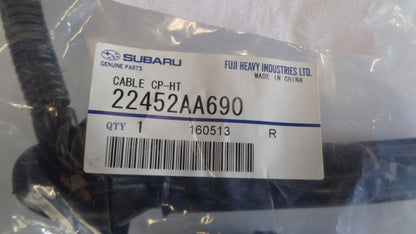 SUBARU
GENUINE PARTS
FUJI HEAVY INDUSTRIES LTD.
MADE IN CHINA
CABLE CP-HT
22452AA690
QTY 1 160513 R